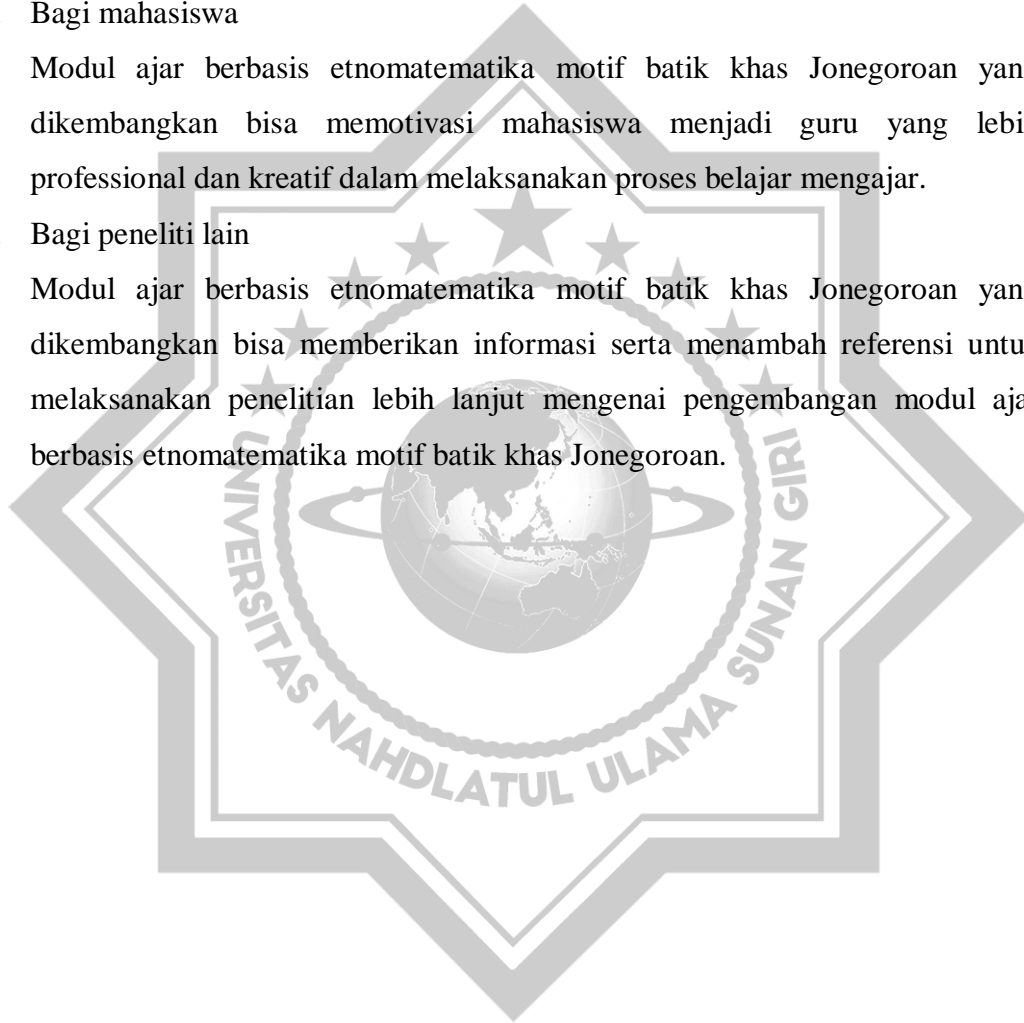 Bagi mahasiswa
Modul ajar berbasis etnomatematika motif batik khas Jonegoroan yan
dikembangkan bisa memotivasi mahasiswa menjadi guru yang lebi
professional dan kreatif dalam melaksanakan proses belajar mengajar.
Bagi peneliti lain
Modul ajar berbasis etnomatematika motif batik khas Jonegoroan yan
dikembangkan bisa memberikan informasi serta menambah referensi untu
melaksanakan penelitian lebih lanjut mengenai pengembangan modul aja
berbasis etnomatematika motif batik khas Jonegoroan.
UNIVERSITAS NAHDLATUL ULAMA SUNAN GIRI